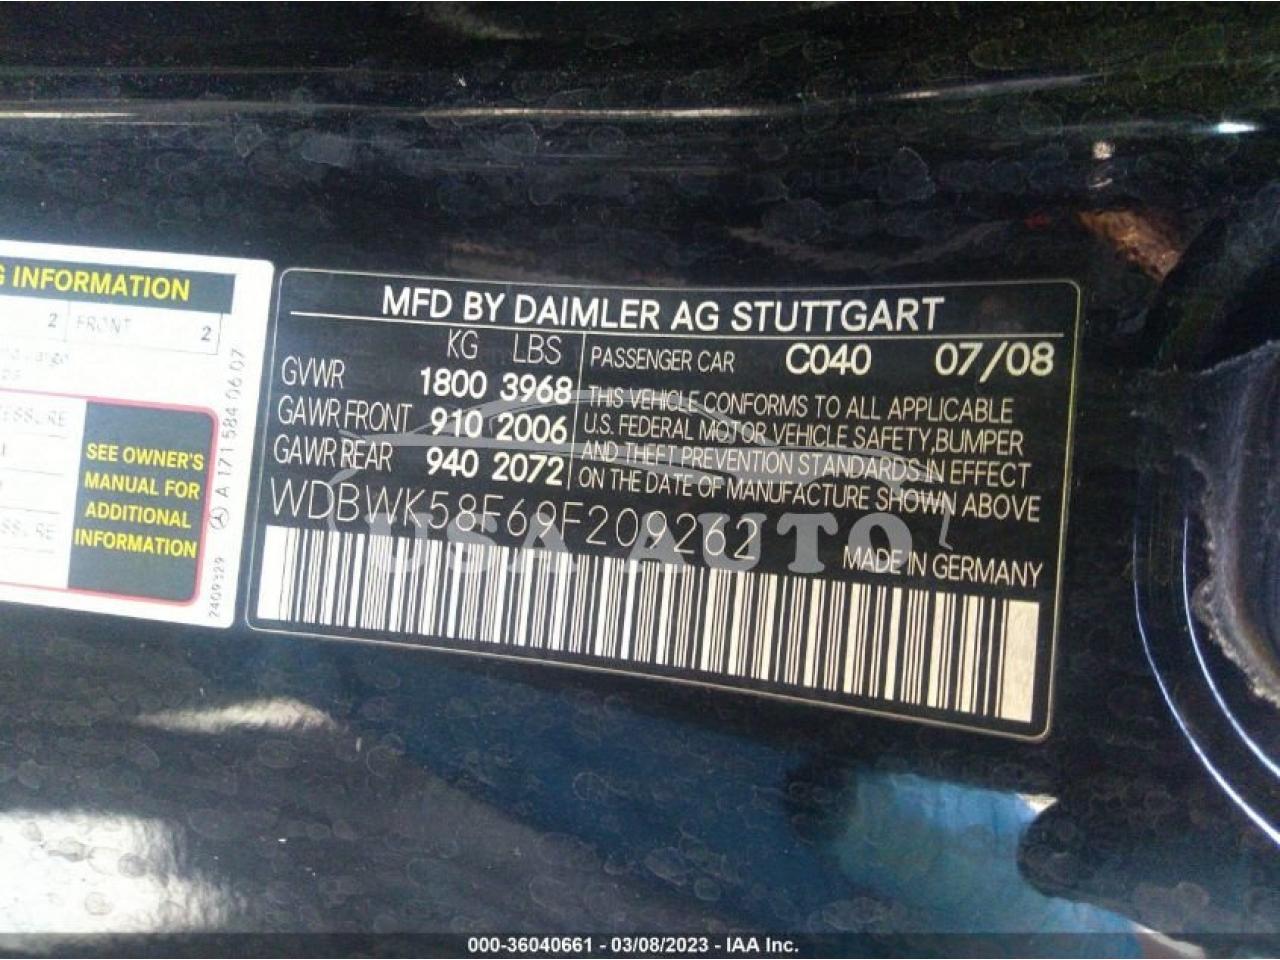 G INFORMATION
2 FRONT 2
ESSURE
SEE OWNER'S
MANUAL FOR
ADDITIONAL
INFORMATION
SSURE
2409329 A 171 584 06 07
MFD BY DAIMLER AG STUTTGART
KG LBS
GVWR 1800 3968
GAWR FRONT 910 2006
GAWR REAR 940 2072
PASSENGER CAR C040 07/08
THIS VEHICLE CONFORMS TO ALL APPLICABLE
U.S. FEDERAL MOTOR VEHICLE SAFETY,BUMPER
AND THEFT PREVENTION STANDARDS IN EFFECT
ON THE DATE OF MANUFACTURE SHOWN ABOVE
WDBWK58F69F209262
MADE IN GERMANY
USA AUTO
000-36040661 - 03/08/2023 - IAA Inc.